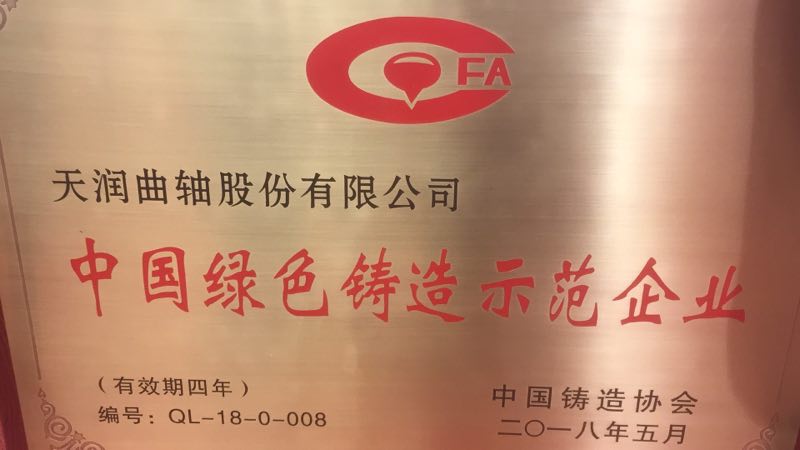 FA
天润曲轴股份有限公司
中国绿色铸造示范企业
（有效期四年）
编号：QL-18-0-008
中国铸造协会
二〇一八年五月